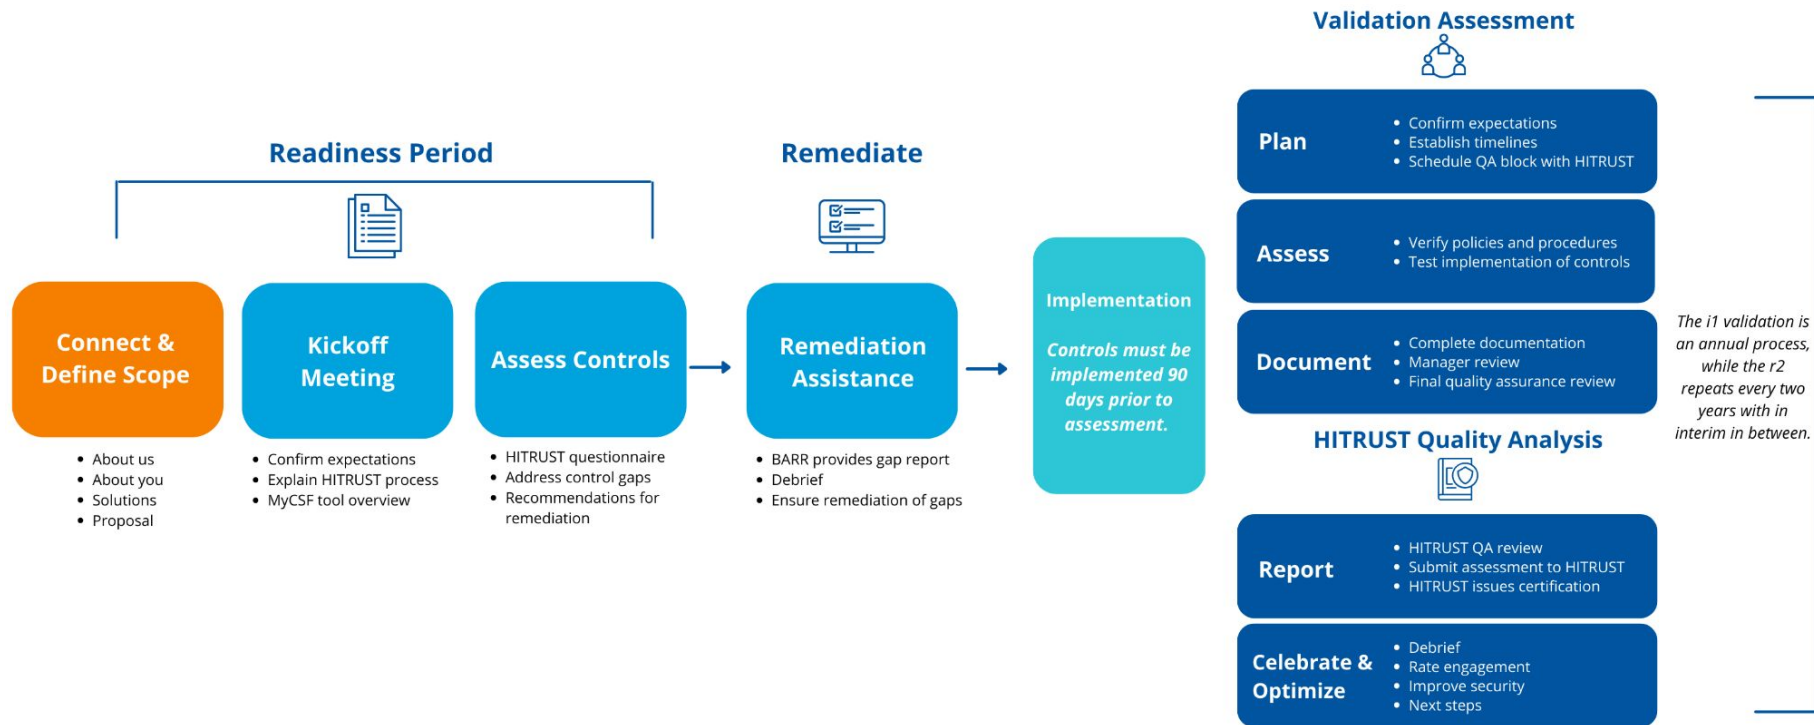 Readiness Period
Connect &
Define Scope
• About us
• About you
• Solutions
• Proposal
Kickoff
Meeting
• Confirm expectations
• Explain HITRUST process
• MyCSF tool overview
Assess Controls
• HITRUST questionnaire
• Address control gaps
• Recommendations for
remediation
Remediate
Remediation
Assistance
• BARR provides gap report
• Debrief
• Ensure remediation of gaps
Implementation
Controls must be
implemented 90
days prior to
assessment.
Validation Assessment
Plan
• Confirm expectations
• Establish timelines
• Schedule QA block with HITRUST
Assess
• Verify policies and procedures
• Test implementation of controls
Document
• Complete documentation
• Manager review
• Final quality assurance review
HITRUST Quality Analysis
Report
• HITRUST QA review
• Submit assessment to HITRUST
• HITRUST issues certification
Celebrate &
Optimize
• Debrief
• Rate engagement
• Improve security
• Next steps
The i1 validation is
an annual process,
while the r2
repeats every two
years with in
interim in between.